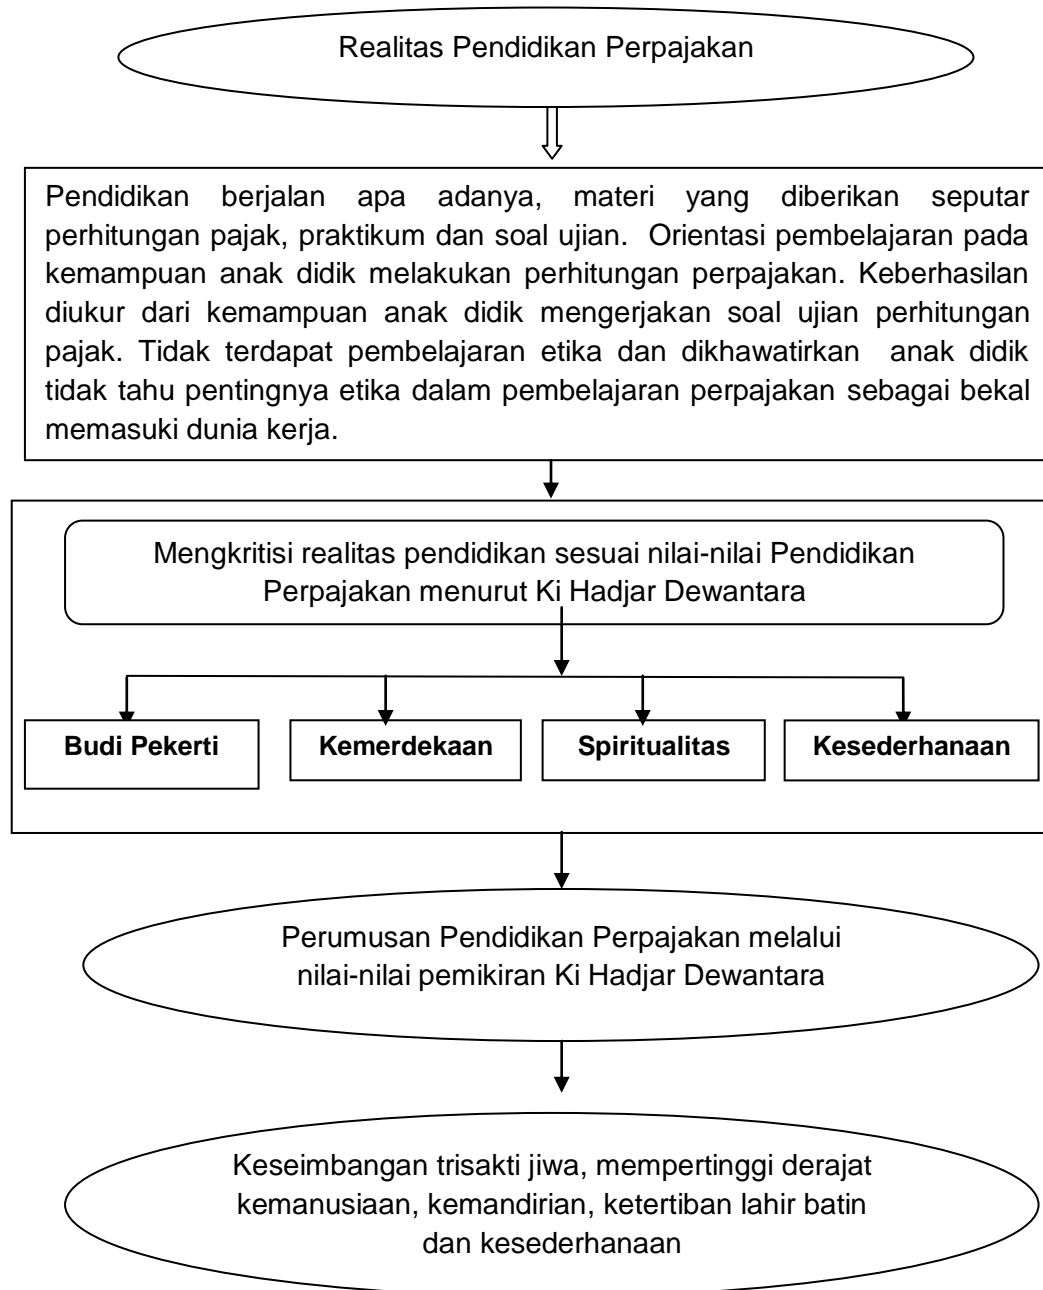 Realitas Pendidikan Perpajakan
Pendidikan berjalan apa adanya, materi yang diberikan seputar
perhitungan pajak, praktikum dan soal ujian. Orientasi pembelajaran pada
kemampuan anak didik melakukan perhitungan perpajakan. Keberhasilan
diukur dari kemampuan anak didik mengerjakan soal ujian perhitungan
pajak. Tidak terdapat pembelajaran etika dan dikhawatirkan anak didik
tidak tahu pentingnya etika dalam pembelajaran perpajakan sebagai bekal
memasuki dunia kerja.
Mengkritisi realitas pendidikan sesuai nilai-nilai Pendidikan
Perpajakan menurut Ki Hadjar Dewantara
Budi Pekerti
Kemerdekaan
Spiritualitas
Kesederhanaan
Perumusan Pendidikan Perpajakan melalui
nilai-nilai pemikiran Ki Hadjar Dewantara
Keseimbangan trisakti jiwa, mempertinggi derajat
kemanusiaan, kemandirian, ketertiban lahir batin
dan kesederhanaan